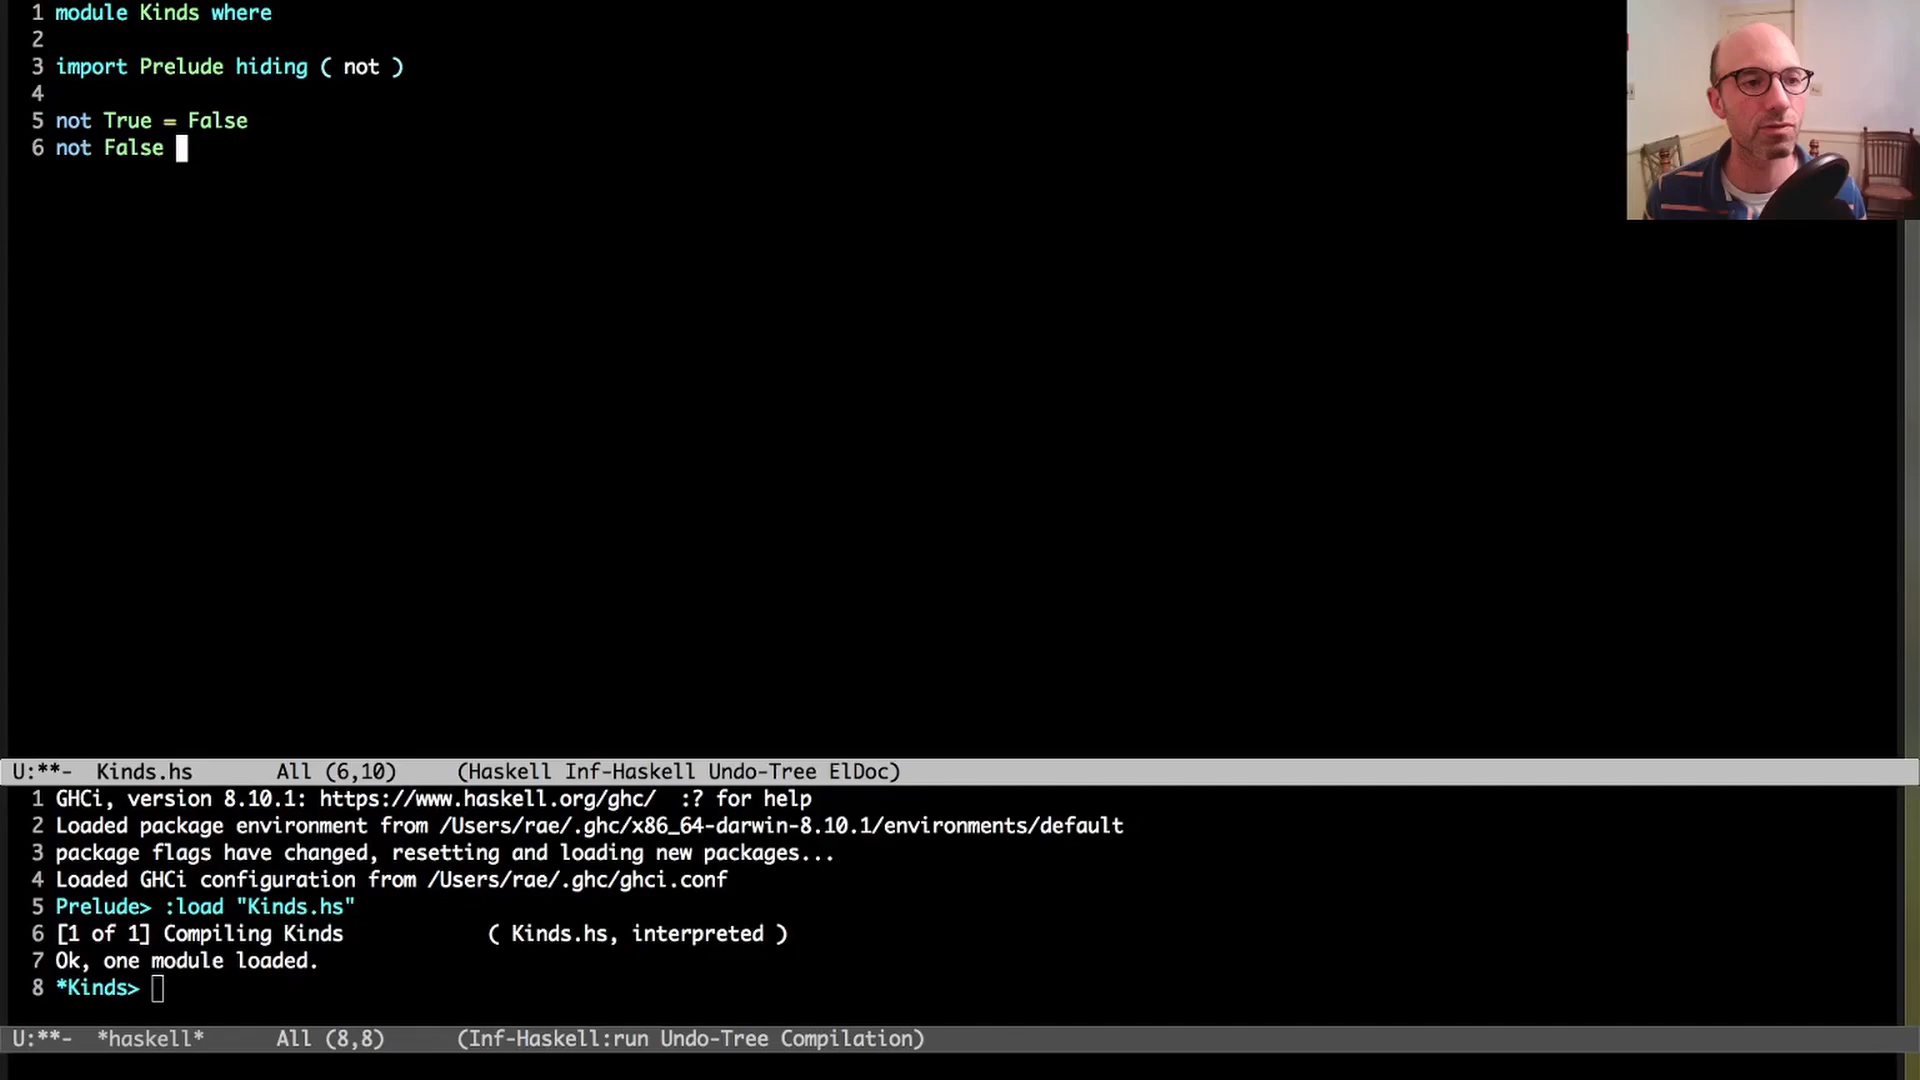 1 module Kinds where
2
3 import Prelude hiding ( not )
4
5 not True = False
6 not False
U:**-  Kinds.hs       All (6,10)     (Haskell Inf-Haskell Undo-Tree ElDoc)
1 GHCi, version 8.10.1: https://www.haskell.org/ghc/  :? for help
2 Loaded package environment from /Users/rae/.ghc/x86_64-darwin-8.10.1/environments/default
3 package flags have changed, resetting and loading new packages...
4 Loaded GHCi configuration from /Users/rae/.ghc/ghci.conf
5 Prelude> :load "Kinds.hs"
6 [1 of 1] Compiling Kinds            ( Kinds.hs, interpreted )
7 Ok, one module loaded.
8 *Kinds>
U:**-  *haskell*      All (8,8)      (Inf-Haskell:run Undo-Tree Compilation)